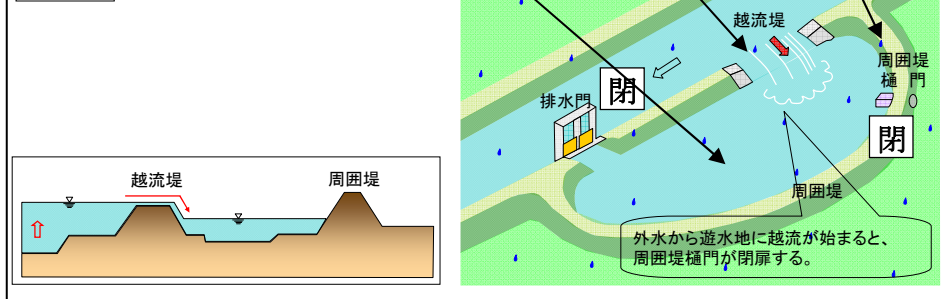 越流堤
周囲堤
樋門
排水門
閉
閉
周囲堤
外水から遊水地に越流が始まると、
周囲堤樋門が閉扉する。
越流堤
周囲堤